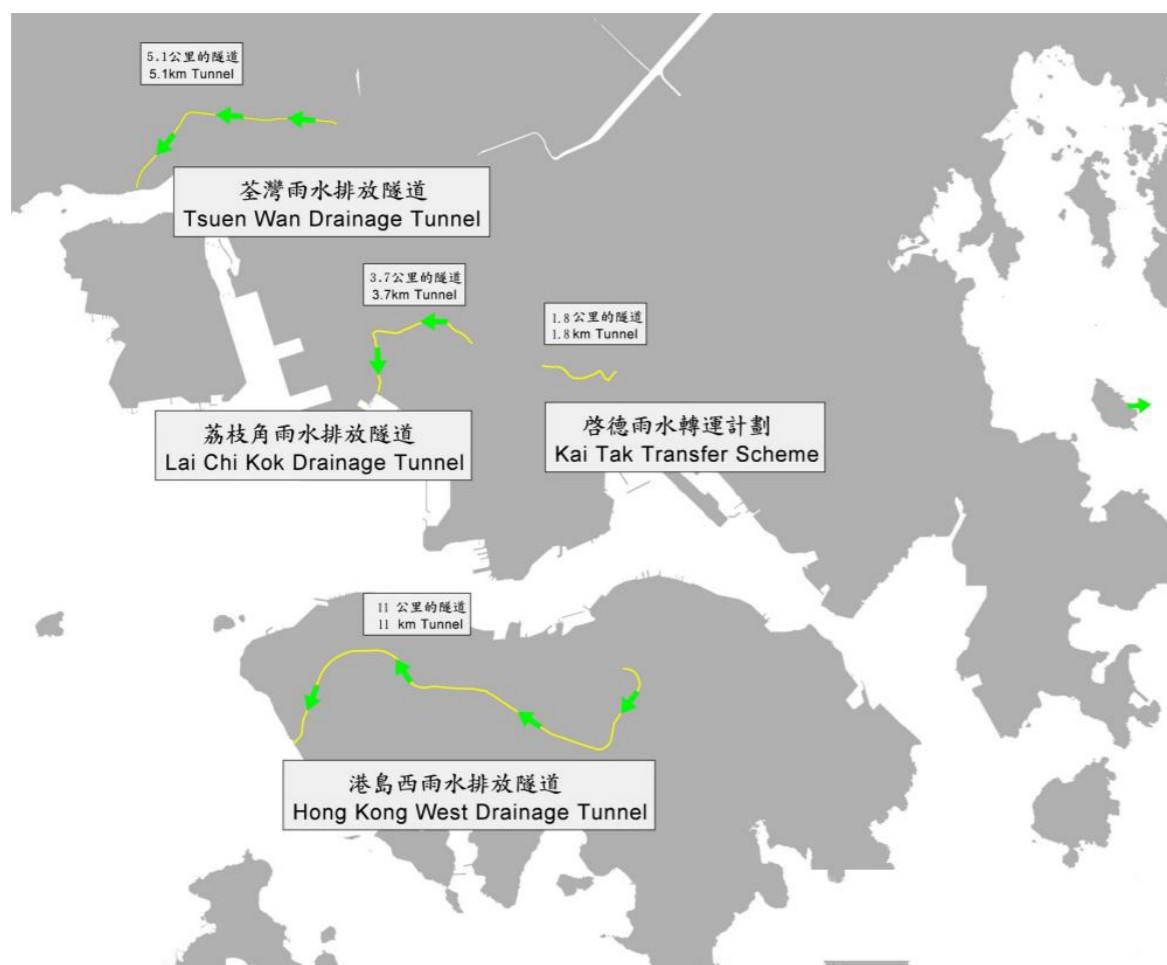 5.1公里的隧道
5.1km Tunnel
荃灣雨水排放隧道
Tsuen Wan Drainage Tunnel
3.7公里的隧道
3.7km Tunnel
1.8公里的隧道
1.8km Tunnel
荔枝角雨水排放隧道
Lai Chi Kok Drainage Tunnel
啓德雨水轉運計劃
Kai Tak Transfer Scheme
11 公里的隧道
11 km Tunnel
港島西雨水排放隧道
Hong Kong West Drainage Tunnel